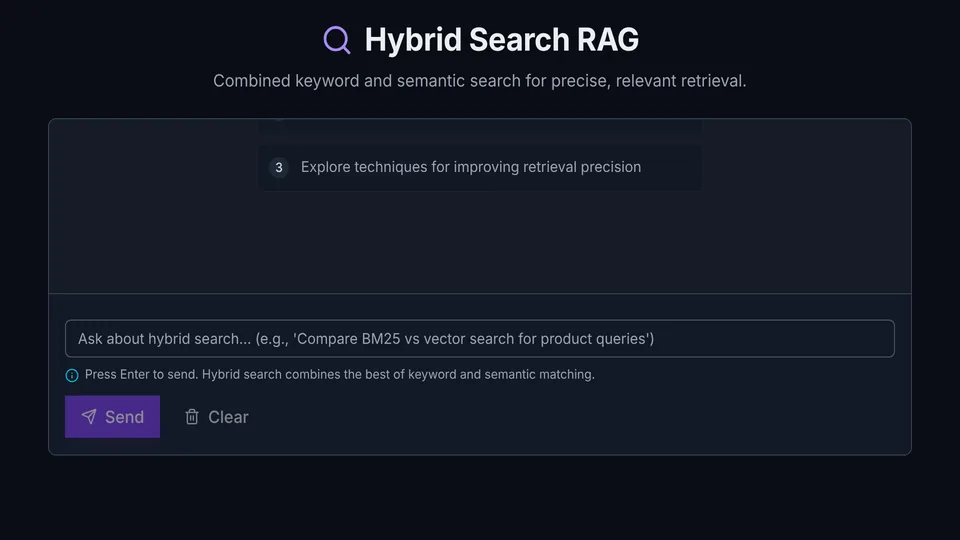 Hybrid Search RAG
Combined keyword and semantic search for precise, relevant retrieval.
3 Explore techniques for improving retrieval precision
Ask about hybrid search... (e.g., 'Compare BM25 vs vector search for product queries')
Press Enter to send. Hybrid search combines the best of keyword and semantic matching.
Send Clear